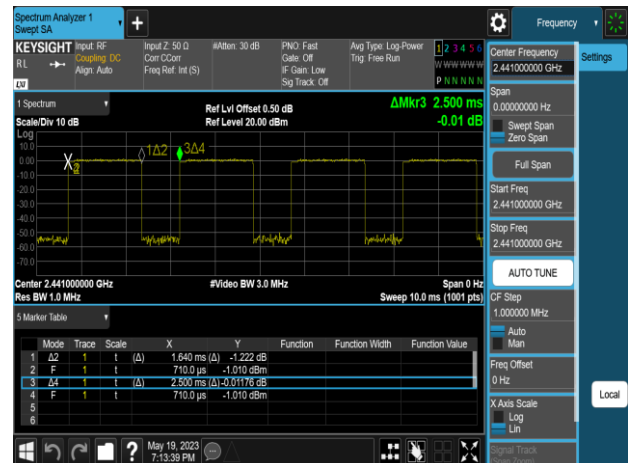 Spectrum Analyzer 1
Swept SA
Frequency
KEYSIGHT
RL
LXI
Input: RF
Coupling: DC
Align: Auto
Input Z: 50 Ω
Corr CCorr
Freq Ref: Int (S)
#Atten: 30 dB
PNO: Fast
Gate: Off
IF Gain: Low
Sig Track: Off
Avg Type: Log-Power
Trig: Free Run
1 2 3 4 5 6
W W W W W W
P N N N N N
Center Frequency
2.441000000 GHz
Settings
Span
0.00000000 Hz
Swept Span
Zero Span
Full Span
Start Freq
2.441000000 GHz
Stop Freq
2.441000000 GHz
AUTO TUNE
CF Step
1.000000 MHz
Auto
Man
Freq Offset
0 Hz
X Axis Scale
Log
Lin
Signal Track
Local
1 Spectrum
Scale/Div 10 dB
Log
Ref Lvl Offset 0.50 dB
Ref Level 20.00 dBm
ΔMkr3 2.500 ms
-0.01 dB
10.0
0.00
-10.0
-20.0
-30.0
-40.0
-50.0
-60.0
-70.0
1Δ2
3Δ4
Center 2.441000000 GHz
Res BW 1.0 MHz
#Video BW 3.0 MHz
Span 0 Hz
Sweep 10.0 ms (1001 pts)
5 Marker Table
Mode Trace Scale X Y Function Function Width Function Value
1 Δ2 1 t (Δ) 1.640 ms (Δ) -1.222 dB
2 F 1 t 710.0 µs -1.010 dBm
3 Δ4 1 t (Δ) 2.500 ms (Δ) -0.01176 dB
4 F 1 t 710.0 µs -1.010 dBm
5
6
?
May 19, 2023
7:13:39 PM